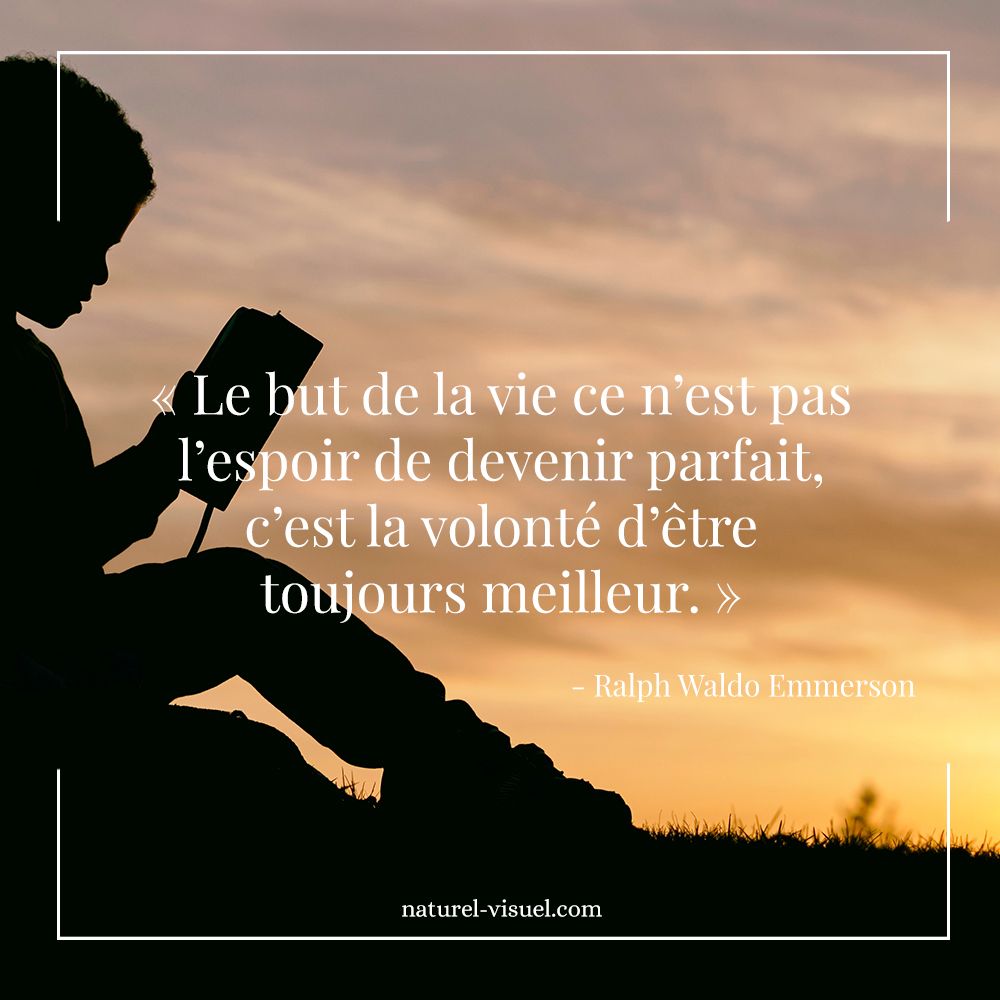 « Le but de la vie ce n’est pas
l’espoir de devenir parfait,
c’est la volonté d’être
toujours meilleur. »
- Ralph Waldo Emmerson
naturel-visuel.com